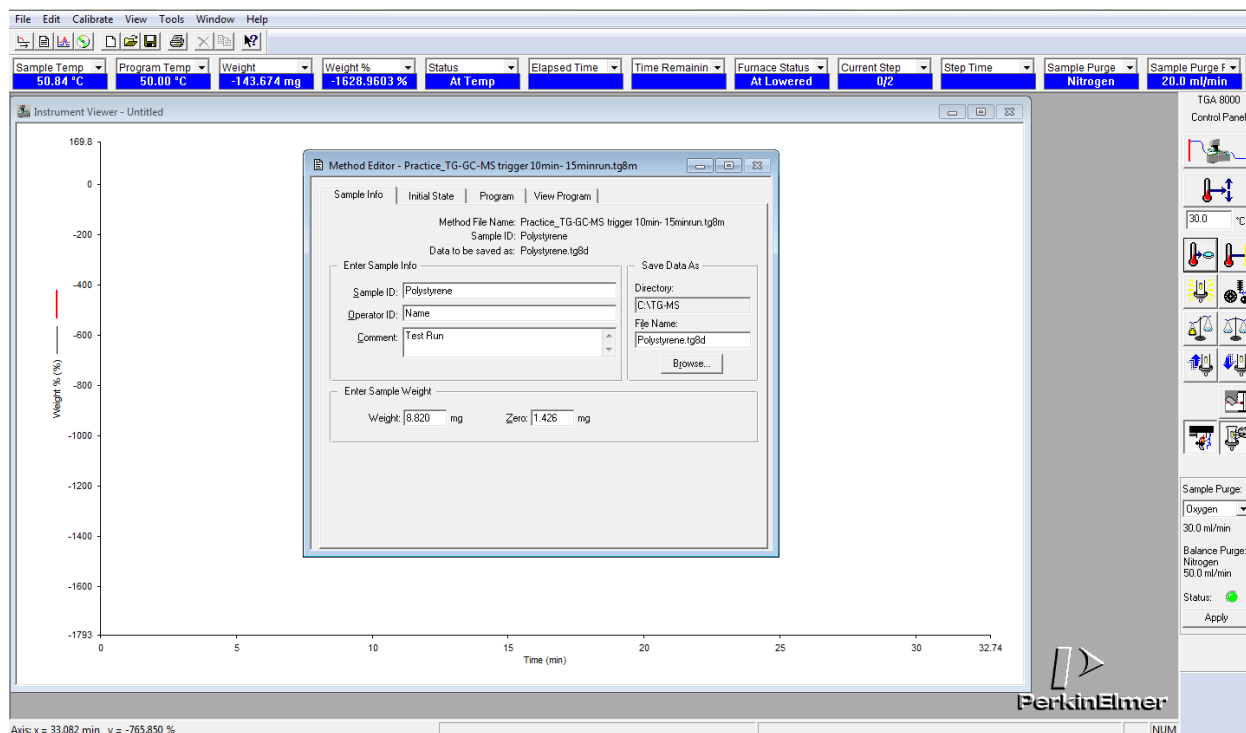 File Edit Calibrate View Tools Window Help
Sample Temp Program Temp Weight Weight % Status Elapsed Time Time Remainin Furnace Status Current Step Step Time Sample Purge Sample Purge F
50.84 °C 50.00 °C -143.674 mg -1628.9603 % At Temp At Lowered 0/2 Nitrogen 20.0 ml/min
Instrument Viewer - Untitled
169.8
0
-200
-400
-600
-800
-1000
-1200
-1400
-1600
-1793
Weight % (%)
0 5 10 15 20 25 30 32.74
Time (min)
Method Editor - Practice_TG-GC-MS trigger 10min- 15minrun.tg8m
Sample Info Initial State Program View Program
Method File Name: Practice_TG-GC-MS trigger 10min- 15minrun.tg8m
Sample ID: Polystyrene
Data to be saved as: Polystyrene.tg8d
Enter Sample Info
Sample ID: Polystyrene
Operator ID: Name
Comment: Test Run
Save Data As
Directory:
C:\TG-MS
File Name:
Polystyrene.tg8d
Browse...
Enter Sample Weight
Weight: 8.820 mg Zero: 1.426 mg
TGA 8000
Control Panel
30.0 °C
Sample Purge:
Oxygen
30.0 ml/min
Balance Purge:
Nitrogen
50.0 ml/min
Status:
Apply
PerkinElmer
Axis: x = 33.082 min y = -765.850 %
NUM